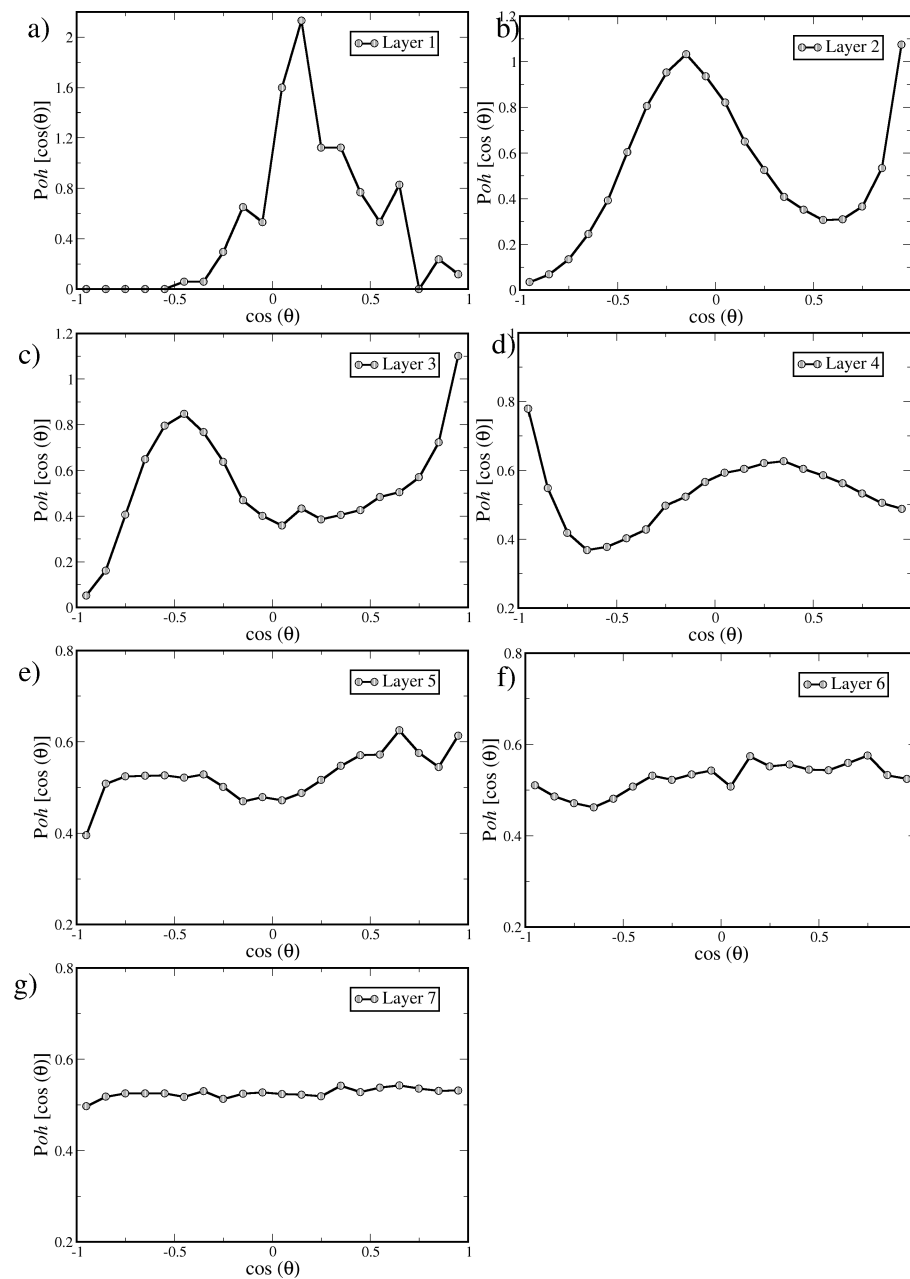 a)
Layer 1
Poh [cos(θ)]
2
1.6
1.2
0.8
0.4
0
-1
-0.5
0
0.5
1
cos (θ)
b)
Layer 2
Poh [cos (θ)]
1.2
1
0.8
0.6
0.4
0.2
0
-1
-0.5
0
0.5
cos (θ)
c)
Layer 3
Poh [cos (θ)]
1.2
1
0.8
0.6
0.4
0.2
0
-1
-0.5
0
0.5
1
cos (θ)
d)
Layer 4
Poh [cos (θ)]
1
0.8
0.6
0.4
0.2
-1
-0.5
0
0.5
cos (θ)
e)
Layer 5
Poh [cos (θ)]
0.8
0.6
0.4
0.2
-1
-0.5
0
0.5
1
cos (θ)
f)
Layer 6
Poh [cos (θ)]
0.8
0.6
0.4
0.2
-1
-0.5
0
0.5
cos (θ)
g)
Layer 7
Poh [cos (θ)]
0.8
0.6
0.4
0.2
-1
-0.5
0
0.5
1
cos (θ)